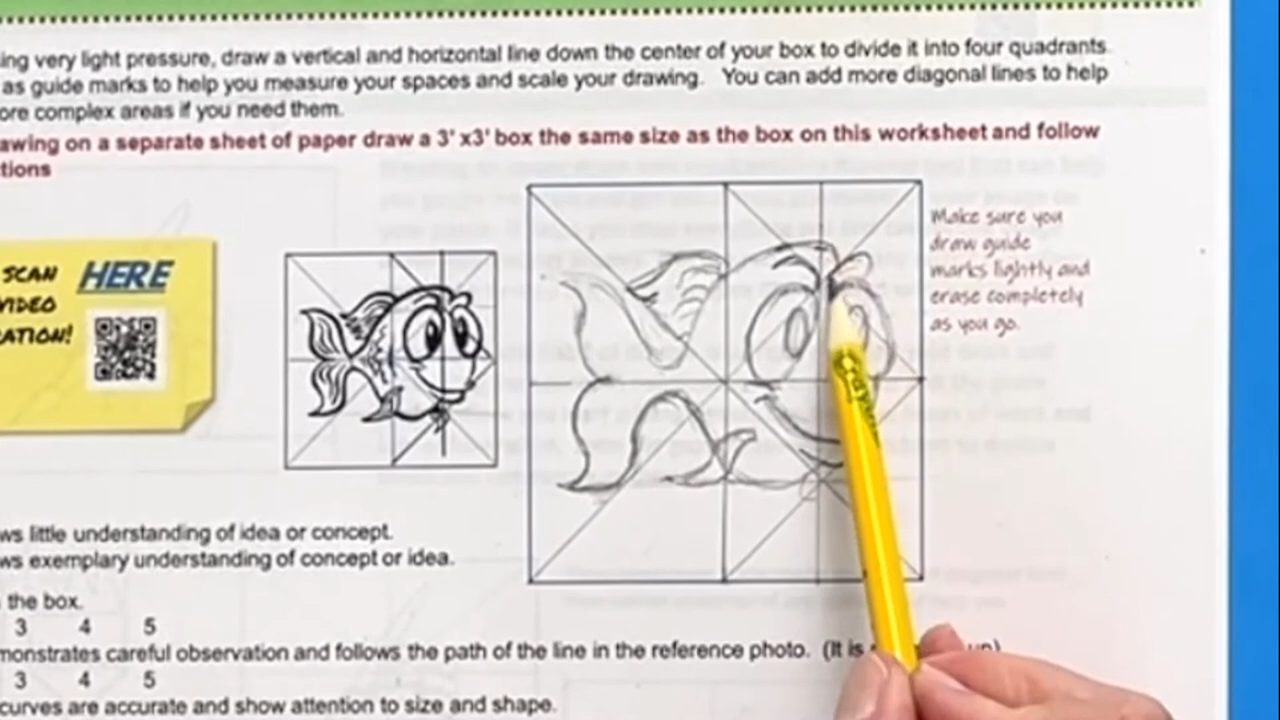 ing very light pressure, draw a vertical and horizontal line down the center of your box to divide it into four quadrants
as guide marks to help you measure your spaces and scale your drawing. You can add more diagonal lines to help
ore complex areas if you need them.
awing on a separate sheet of paper draw a 3' x3' box the same size as the box on this worksheet and follow
tions
Make sure you
draw guide
marks lightly and
erase completely
as you go.
SCAN HERE
VIDEO
ATION!
Crayola
ws little understanding of idea or concept.
ws exemplary understanding of concept or idea.
the box.
3 4 5
monstrates careful observation and follows the path of the line in the reference photo. (It is up)
3 4 5
curves are accurate and show attention to size and shape.